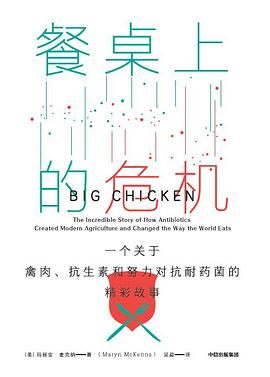 餐桌上
的危机
BIG CHICKEN
The Incredible Story of How Antibiotics
Created Modern Agriculture and Changed the Way the World Eats
一个关于
禽肉、抗生素和努力对抗耐药菌的
精彩故事
(美) 玛丽安·麦克纳—著 (Maryn McKenna) 吴勐—译 中信出版集团